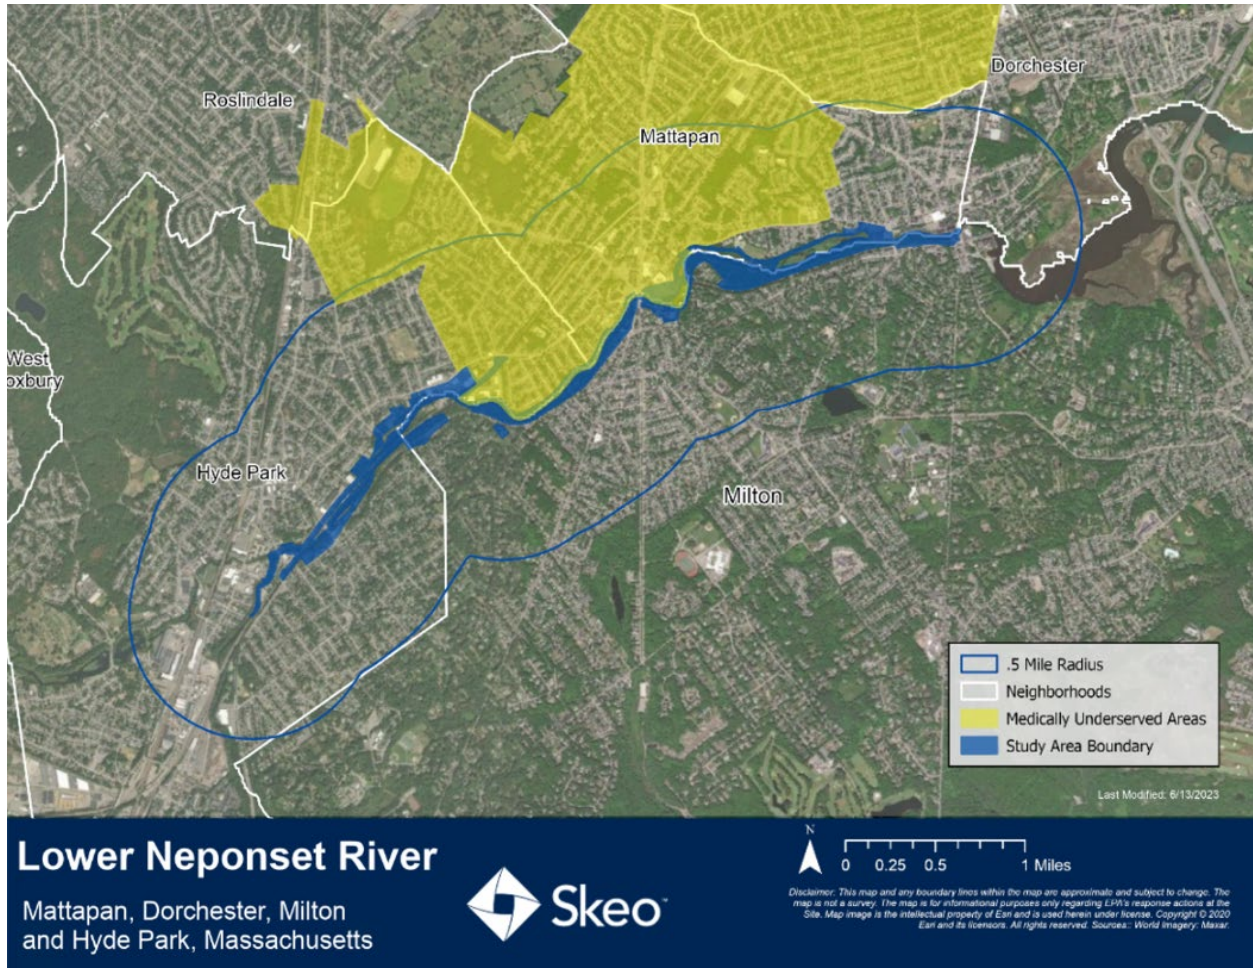 Dorchester
Roslindale
Mattapan
West
oxbury
Hyde Park
Milton
.5 Mile Radius
Neighborhoods
Medically Underserved Areas
Study Area Boundary
Last Modified: 6/13/2023
Lower Neponset River
Mattapan, Dorchester, Milton
and Hyde Park, Massachusetts
Skeo™
N
0 0.25 0.5 1 Miles
Disclaimer: This map and any boundary lines within the map are approximate and subject to change. The
map is not a survey. The map is for informational purposes only regarding EPA's response actions at the
Site. Map image is the intellectual property of Esri and is used herein under license. Copyright © 2020
Esri and its licensors. All rights reserved. Sources:: World Imagery: Maxar.